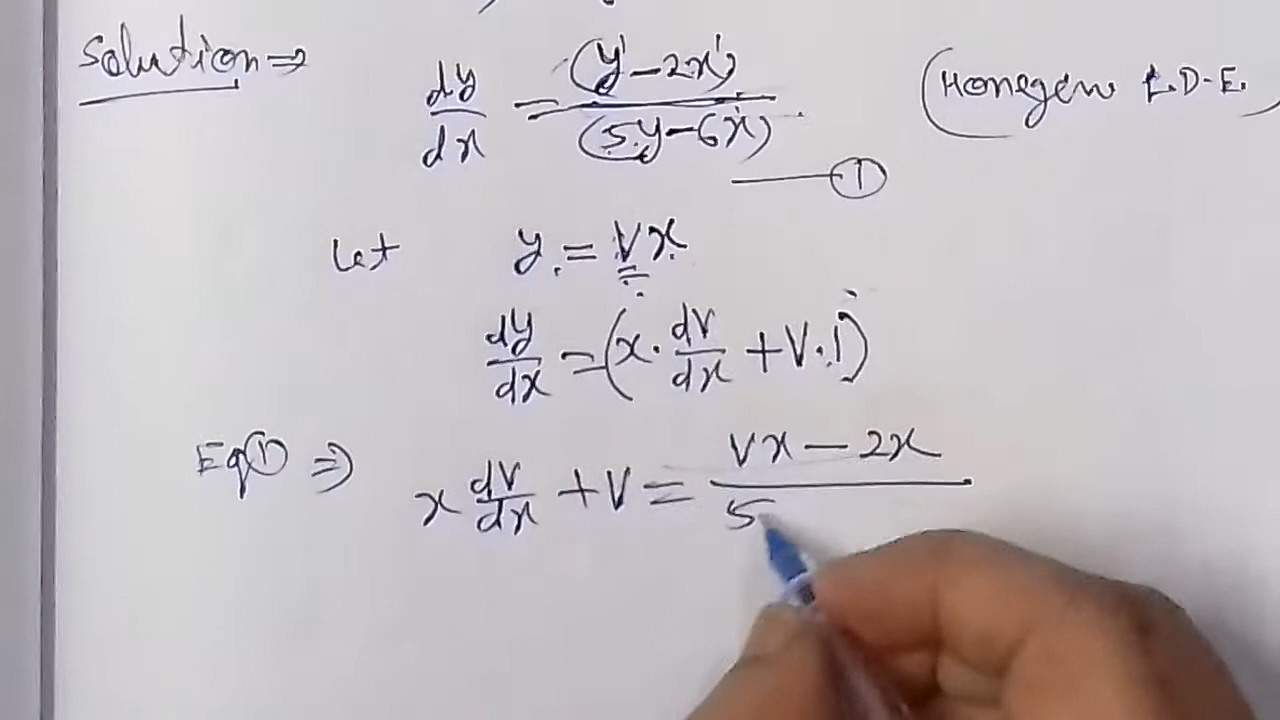 Solution ⇒ dy/dx = (y' - 2x') / (5y - 6x) (Homogen L.D.E.)
①
Let y = Vx
dy/dx = (x · dV/dx + V · 1)
Eq① ⇒ x dV/dx + V = Vx - 2x / 5